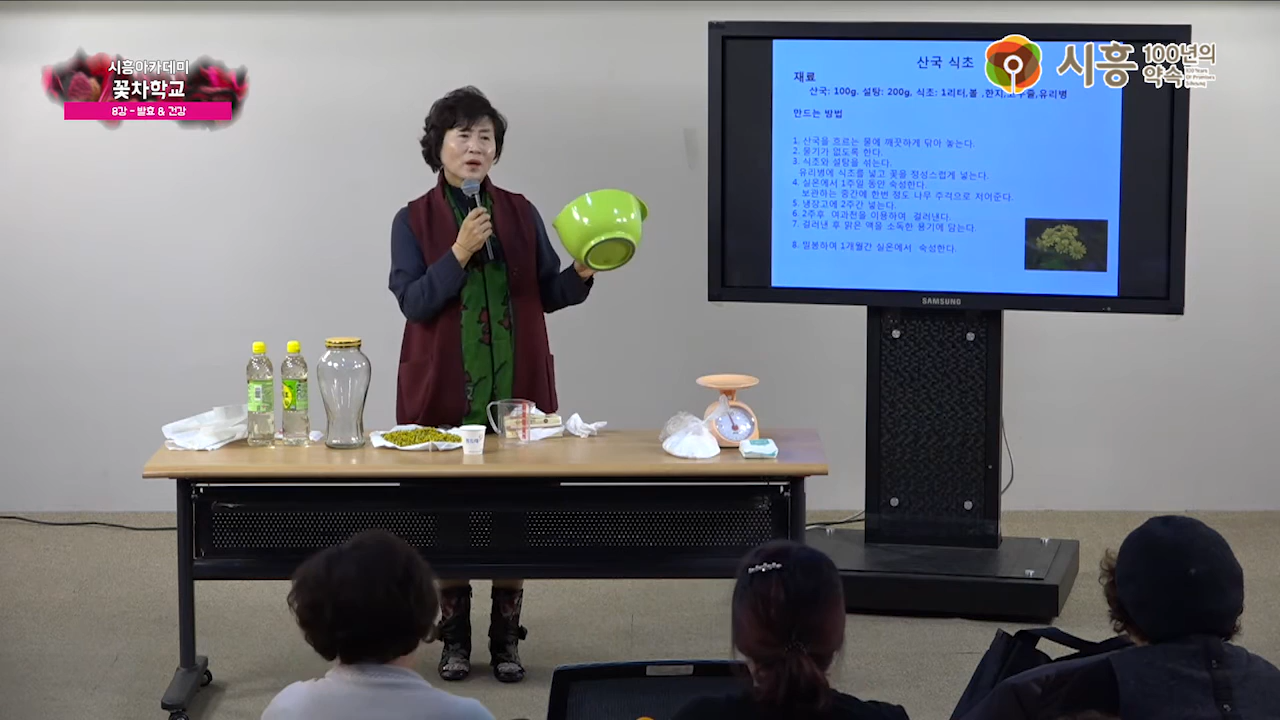 시흥아카데미
꽃차학교
8강 - 발효 & 건강
시흥 100년의 약속
산국 식초
재료
산국: 100g. 설탕: 200g, 식초: 1리터,볼 ,한지,고무줄,유리병
만드는 방법
1. 산국을 흐르는 물에 깨끗하게 닦아 놓는다.
2. 물기가 없도록 한다.
3. 식초와 설탕을 섞는다.
유리병에 식초를 넣고 꽃을 정성스럽게 넣는다.
4. 실온에서 1주일 동안 숙성한다.
보관하는 중간에 한번 정도 나무 주걱으로 저어준다.
5. 냉장고에 2주간 넣는다.
6. 2주후 여과천을 이용하여 걸러낸다.
7. 걸러낸 후 맑은 액을 소독한 용기에 담는다.
8. 밀봉하여 1개월간 실온에서 숙성한다.
SAMSUNG